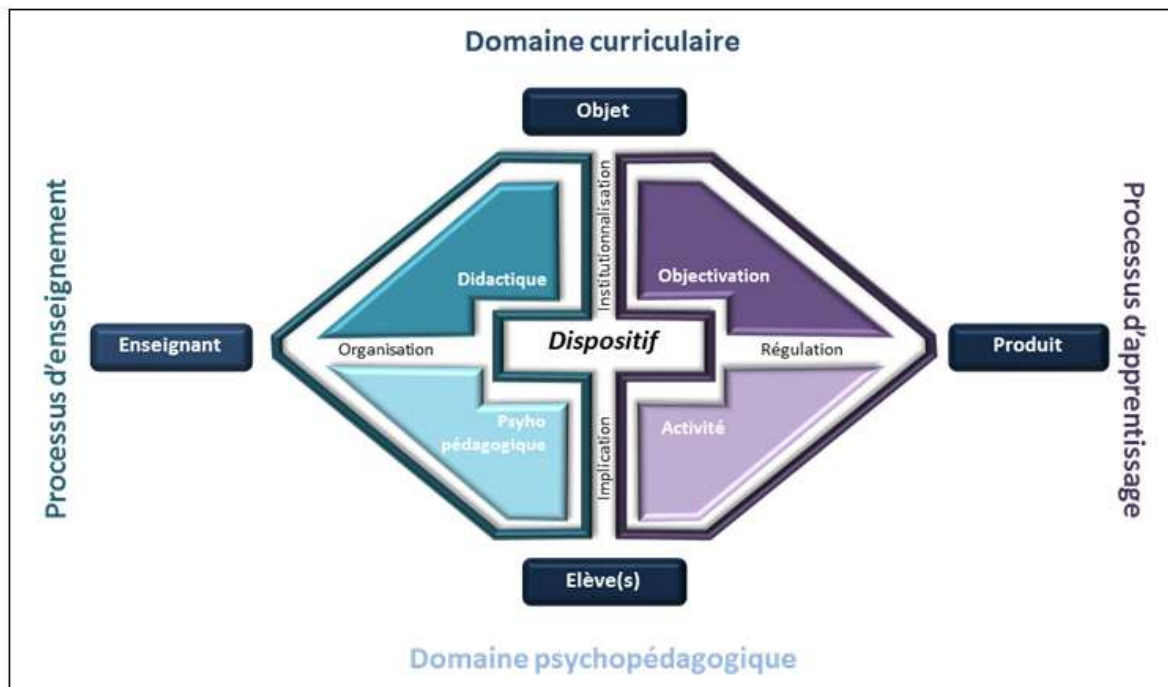 Domaine curriculaire
Objet
Processus d'enseignement
Processus d'apprentissage
Institutionnalisation
Didactique
Objectivation
Enseignant
Organisation
Dispositif
Régulation
Produit
Psyho
pédagogique
Activité
Implication
Elève(s)
Domaine psychopédagogique